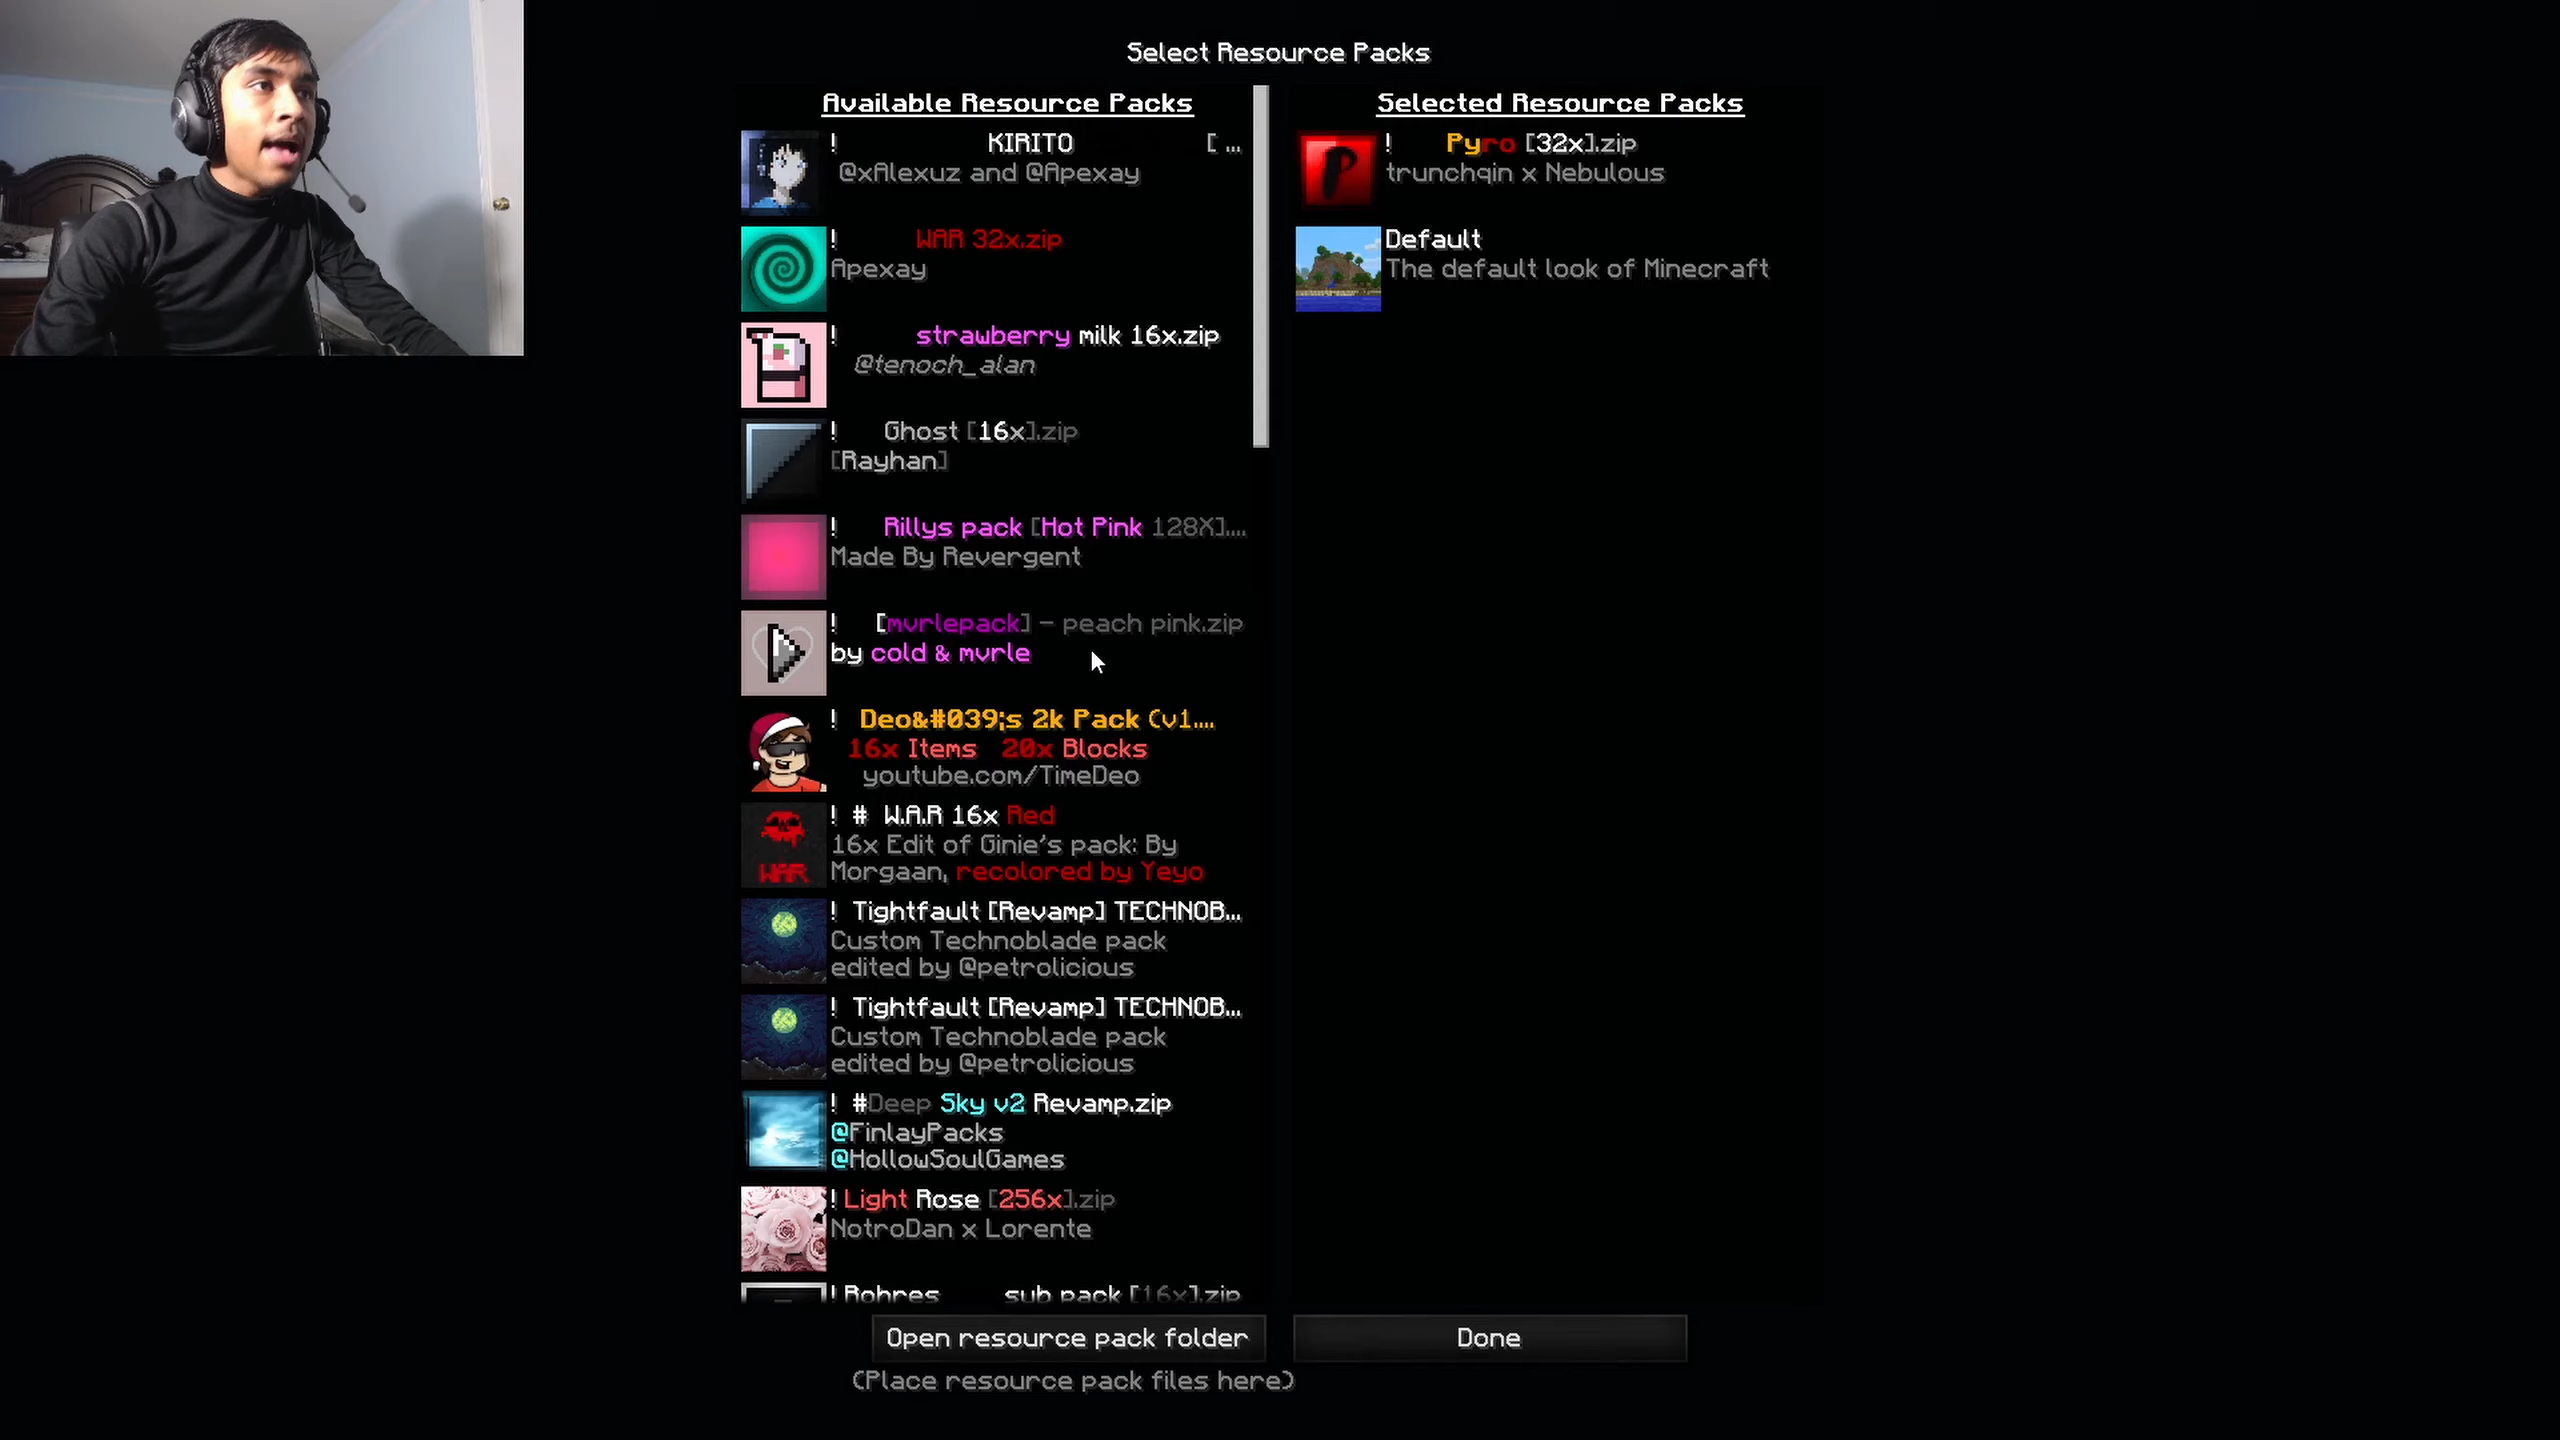 Select Resource Packs
Available Resource Packs
! KIRITO [ ...
@xAlexuz and @Apexay
! WAR 32x.zip
Apexay
! strawberry milk 16x.zip
@tenoch_alan
! Ghost [16x].zip
[Rayhan]
! Rillys pack [Hot Pink 128X]....
Made By Revergent
! [mvrlepack] - peach pink.zip
by cold & mvrle
! Deo&#039;s 2k Pack (v1....
16x Items 20x Blocks
youtube.com/TimeDeo
! # W.A.R 16x Red
16x Edit of Ginie's pack: By
Morgaan, recolored by Yeyo
WAR
! Tightfault [Revamp] TECHNOB...
Custom Technoblade pack
edited by @petrolicious
! Tightfault [Revamp] TECHNOB...
Custom Technoblade pack
edited by @petrolicious
! #Deep Sky v2 Revamp.zip
@FinlayPacks
@HollowSoulGames
! Light Rose [256x].zip
NotroDan x Lorente
! Rohres sub pack [16x].zip
Selected Resource Packs
P
! Pyro [32x].zip
trunchqin x Nebulous
Default
The default look of Minecraft
Open resource pack folder
Done
(Place resource pack files here)